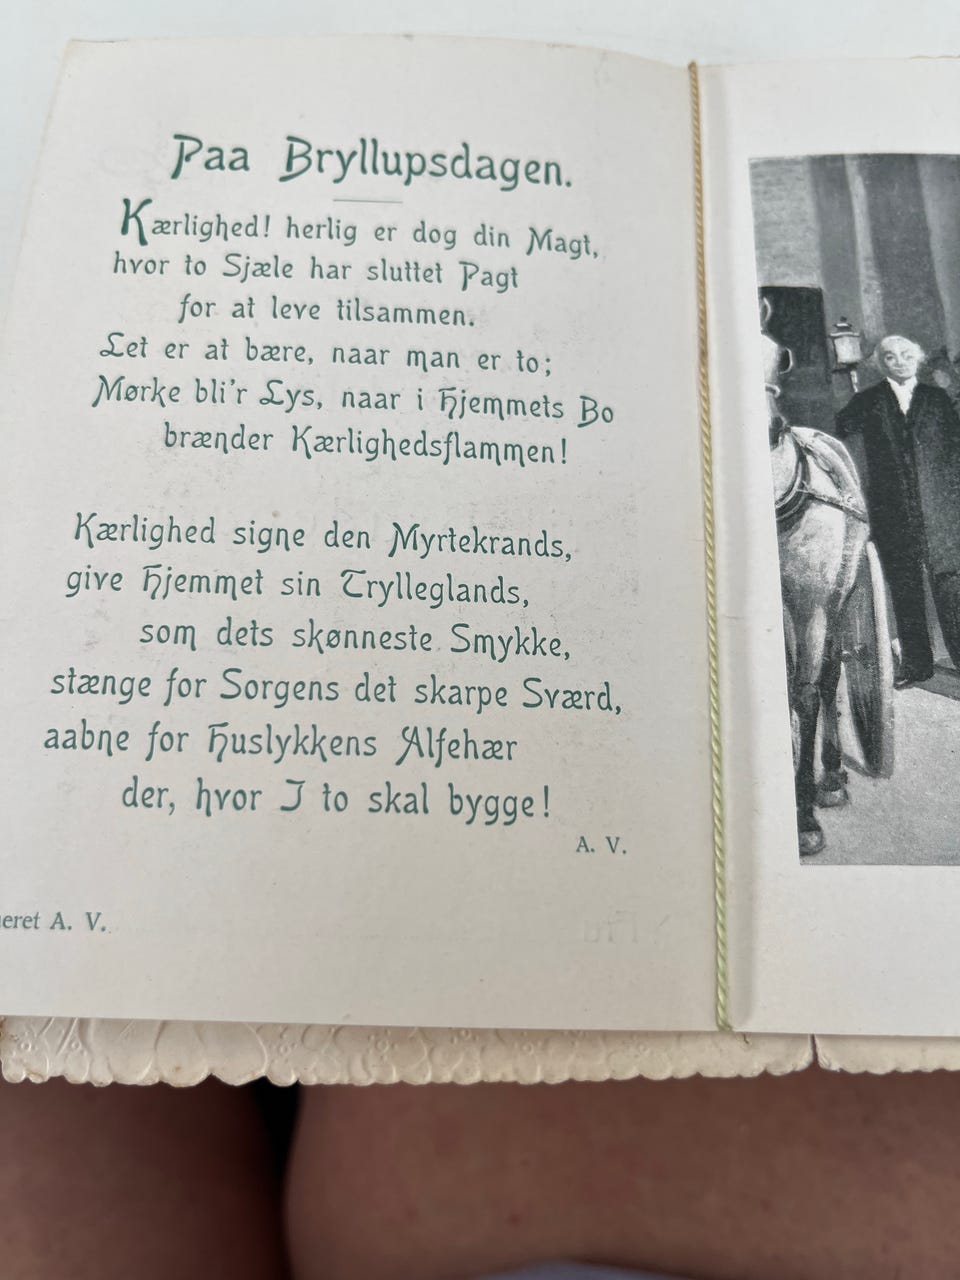 Paa Bryllupsdagen.
Kærlighed! herlig er dog din Magt,
hvor to Sjæle har sluttet Pagt
for at leve tilsammen.
Let er at bære, naar man er to;
Mørke bli'r Lys, naar i Hjemmets Bo
brænder Kærlighedsflammen!
Kærlighed signe den Myrtekrands,
give Hjemmet sin Trylleglands,
som dets skønneste Smykke,
stænge for Sorgens det skarpe Sværd,
aabne for Huslykkens Alfehær
der, hvor I to skal bygge!
A. V.
A. V.